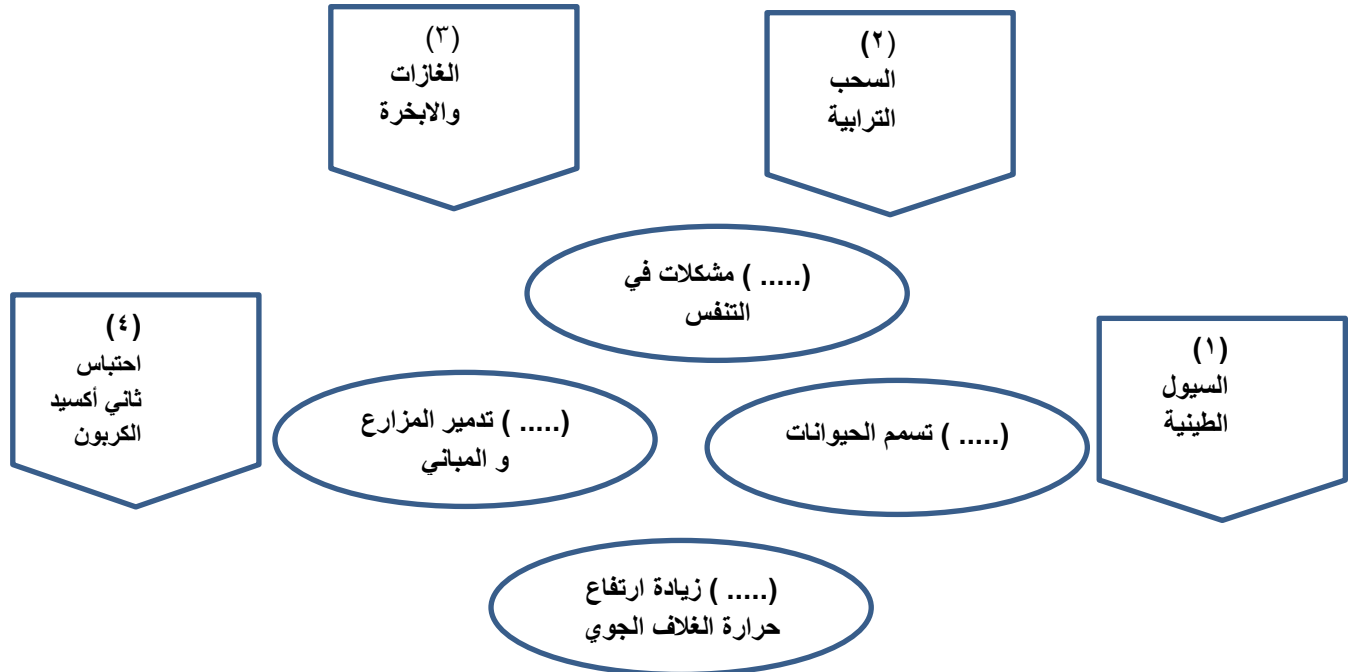 (٣)
الغازات
والابخرة
(٢)
السحب
الترابية
(..... ) مشكلات في
التنفس
(٤)
احتباس
ثاني أكسيد
الكربون
(١)
السيول
الطينية
(..... ) تدمير المزارع
و المباني
(..... ) تسمم الحيوانات
(..... ) زيادة ارتفاع
حرارة الغلاف الجوي